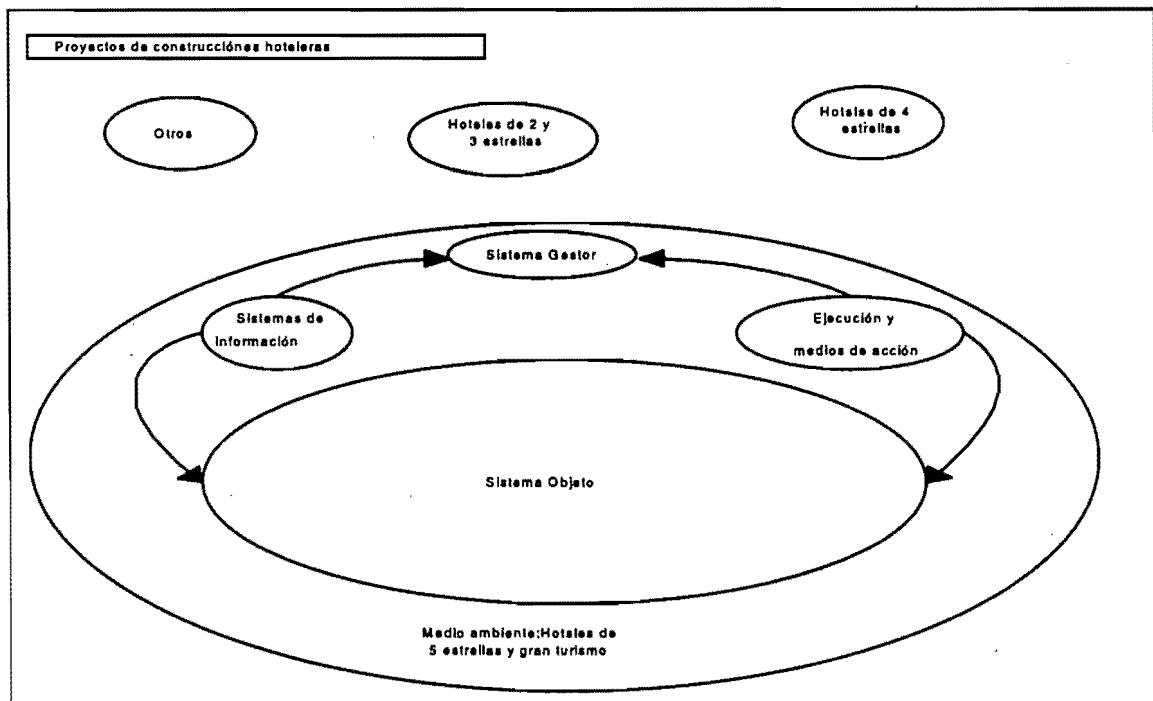 Proyectos de construcciónes hoteleras
Otros
Hoteles de 2 y
3 estrellas
Hoteles de 4
estrellas
Sistema Gestor
Sistemas de
Información
Ejecución y
medios de acción
Sistema Objeto
Medio ambiente:Hoteles de
5 estrellas y gran turismo